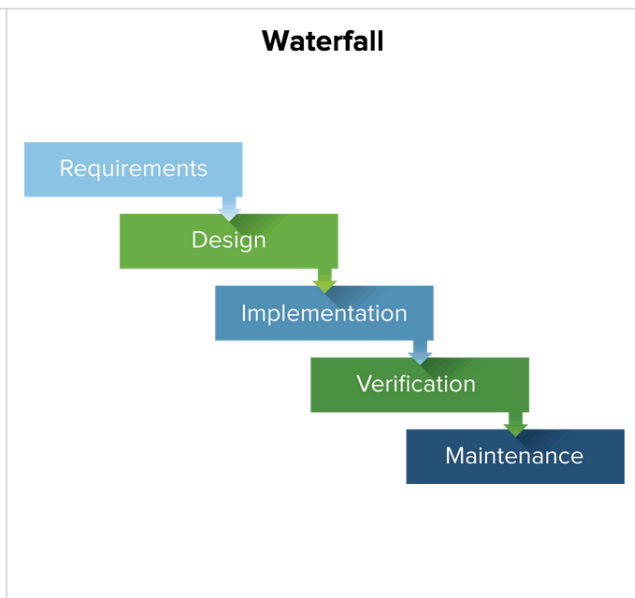 Waterfall
Requirements
Design
Implementation
Verification
Maintenance